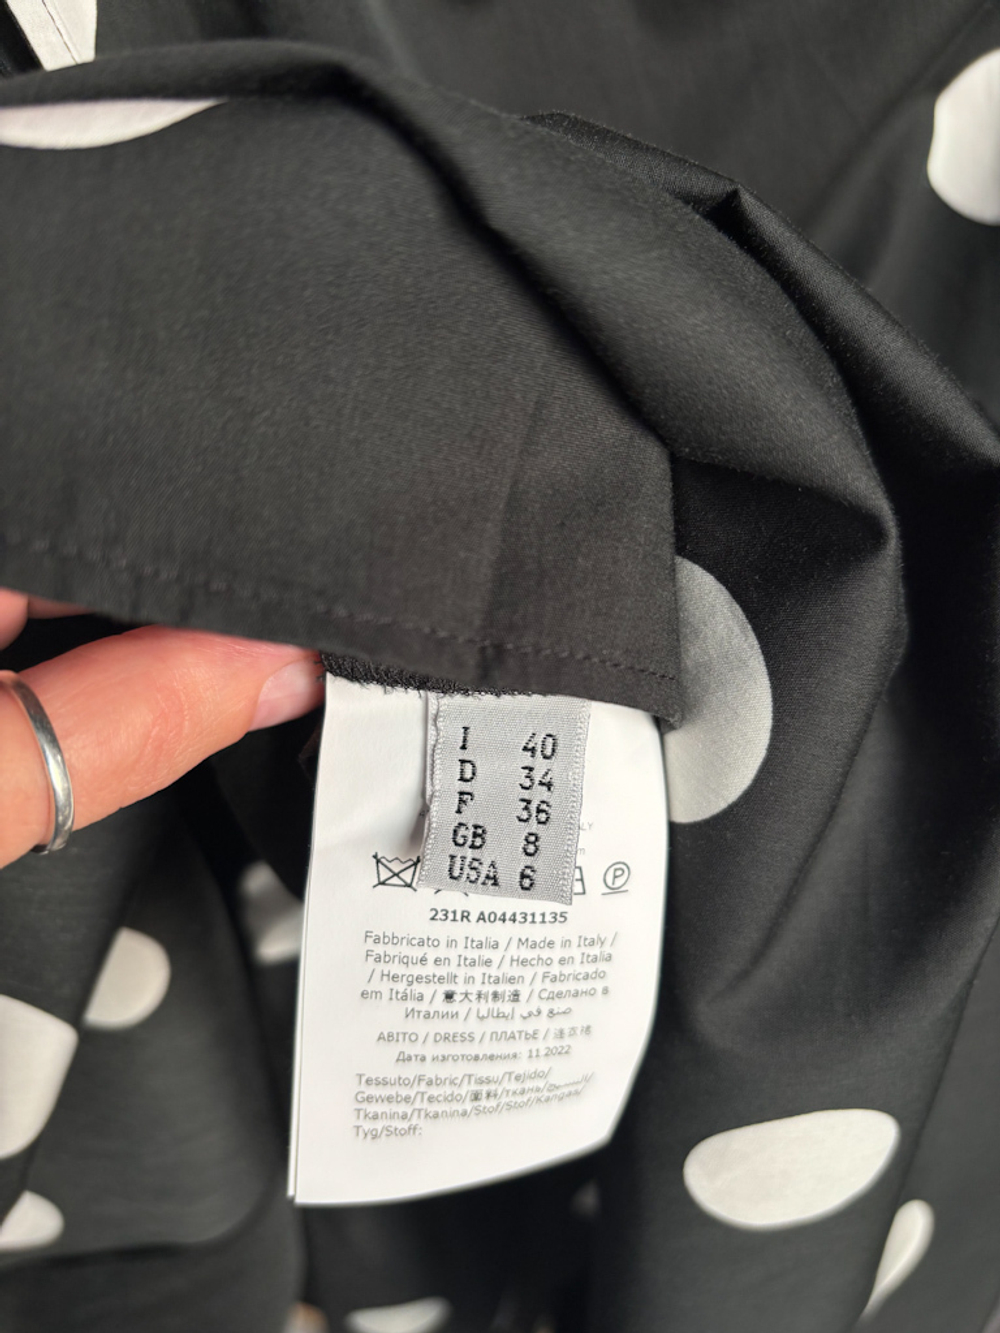 I 40
D 34
F 36
GB 8
USA 6
LY
P
231R A04431135
Fabbricato in Italia / Made in Italy /
Fabriqué en Italie / Hecho en Italia
/ Hergestellt in Italien / Fabricado
em Itália / 意大利制造 / Сделано в
Италии / صنع في إيطاليا
ABITO / DRESS / ПЛАТЬЕ /
Дата изготовления: 11.2022
Tessuto/Fabric/Tissu/Tejido/
Gewebe/Tecido/面料/Ткань/
Tkanina/Tkanina/Stof/Stof/Kangas/
Tyg/Stoff: